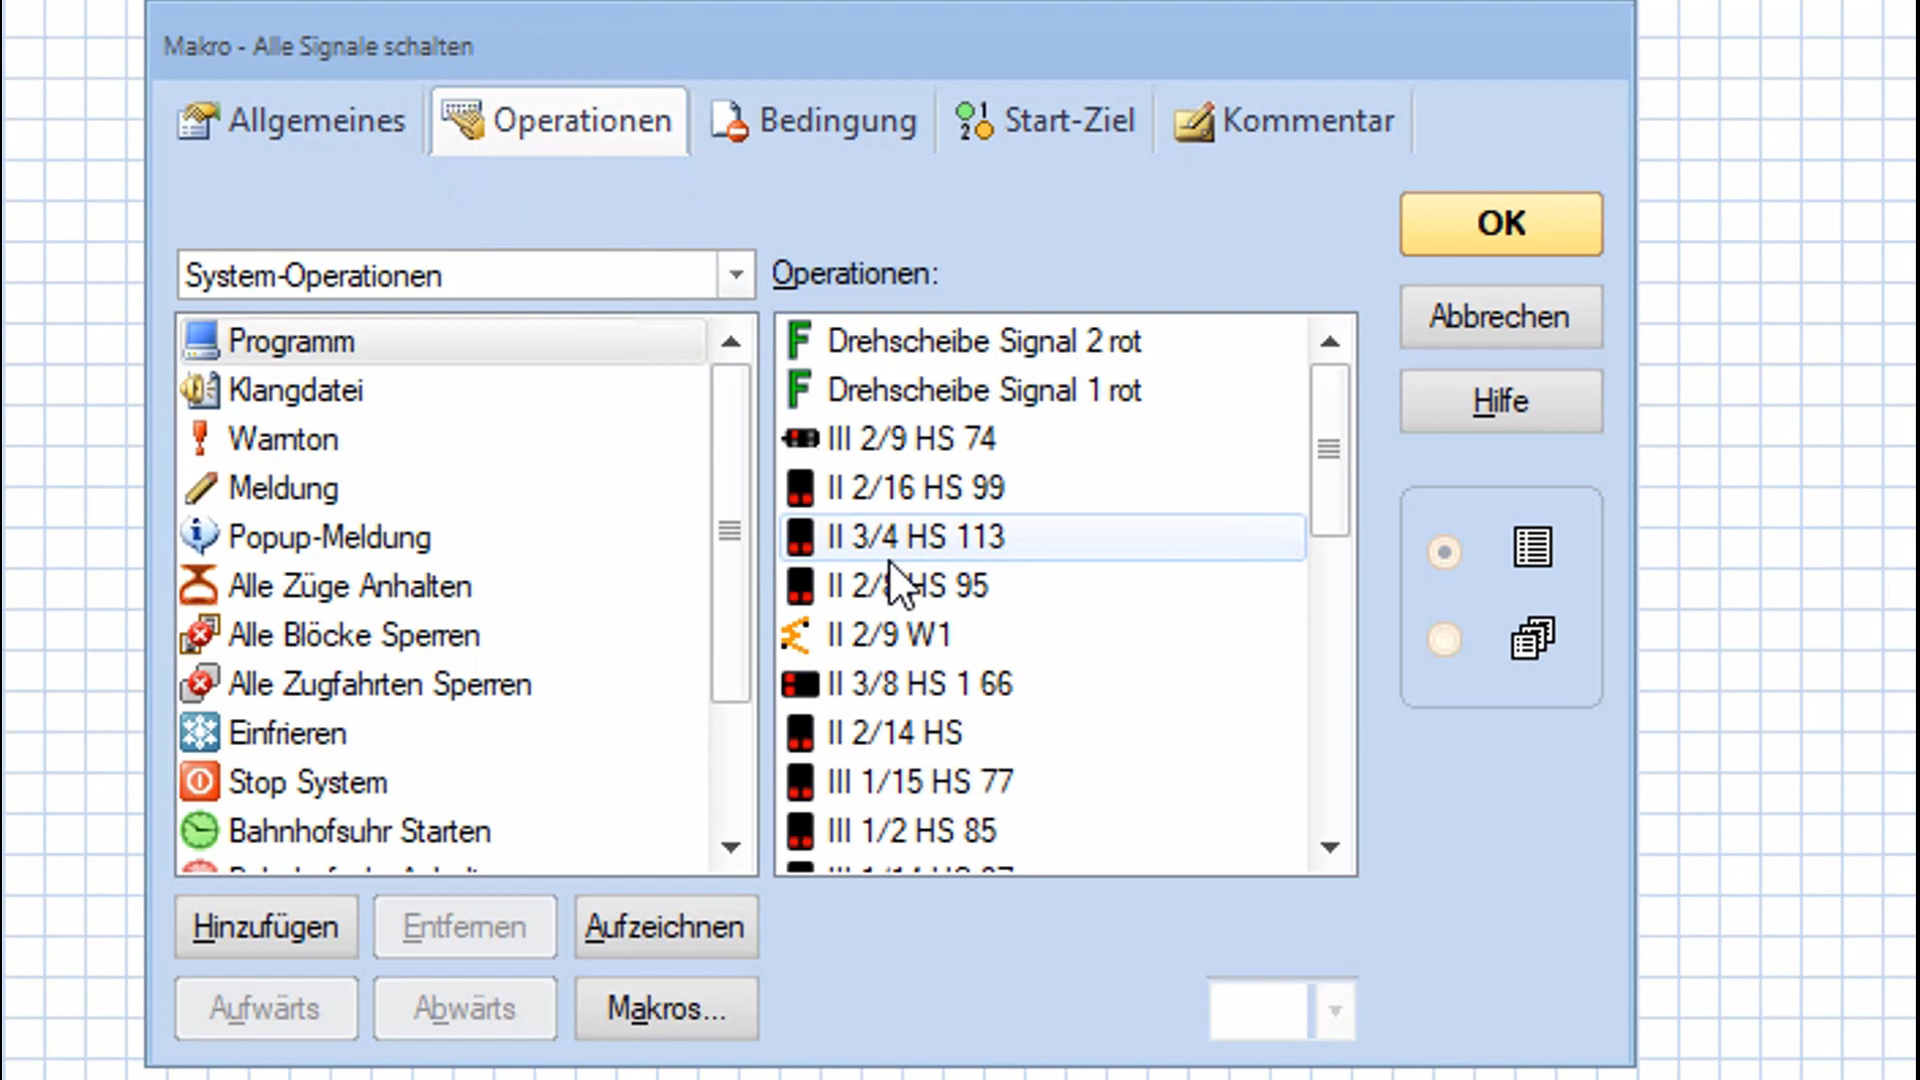 Makro - Alle Signale schalten
Allgemeines
Operationen
Bedingung
Start-Ziel
Kommentar
System-Operationen
Operationen:
Programm
Klangdatei
Warnton
Meldung
Popup-Meldung
Alle Züge Anhalten
Alle Blöcke Sperren
Alle Zugfahrten Sperren
Einfrieren
Stop System
Bahnhofsuhr Starten
Drehscheibe Signal 2 rot
Drehscheibe Signal 1 rot
III 2/9 HS 74
II 2/16 HS 99
II 3/4 HS 113
HS 95
II 2/9 W1
II 3/8 HS 1 66
II 2/14 HS
III 1/15 HS 77
III 1/2 HS 85
OK
Abbrechen
Hilfe
Hinzufügen
Entfernen
Aufzeichnen
Aufwärts
Abwärts
Makros...